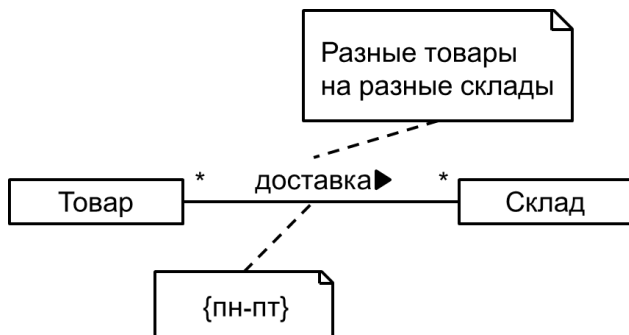 Разные товары
на разные склады
* доставка▶ *
Товар
Склад
{пн-пт}